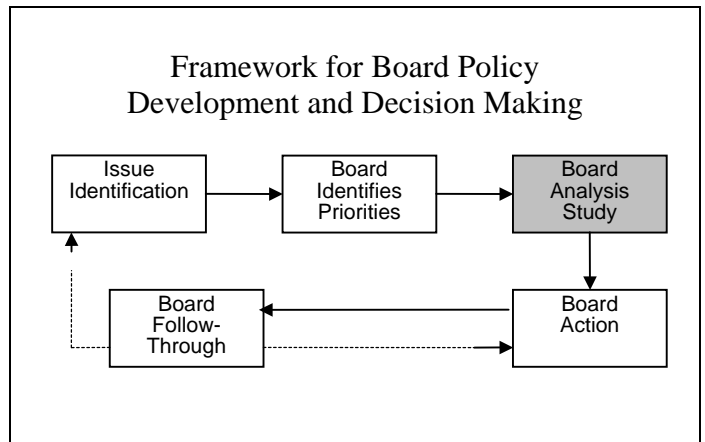 Framework for Board Policy
Development and Decision Making
Issue
Identification
Board
Identifies
Priorities
Board
Analysis
Study
Board
Follow-
Through
Board
Action